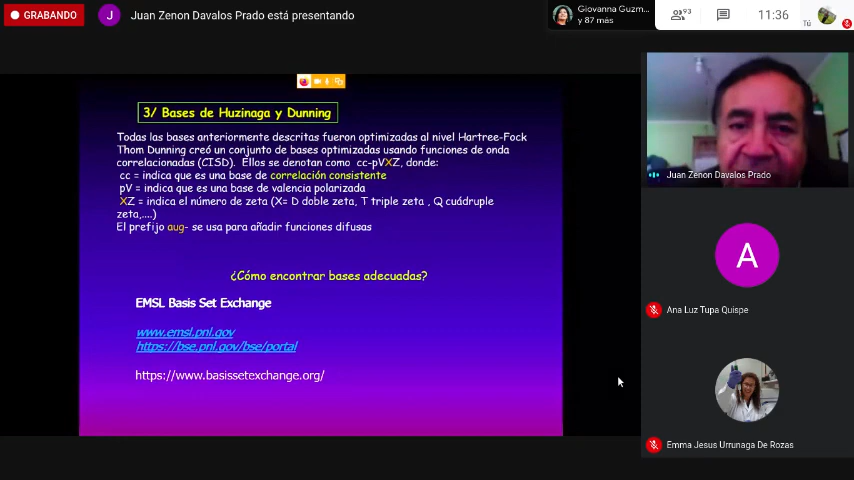 GRABANDO
J
Juan Zenon Davalos Prado está presentando
Giovanna Guzm...
y 87 más
93
11:36
Tú
3/ Bases de Huzinaga y Dunning
Todas las bases anteriormente descritas fueron optimizadas al nivel Hartree-Fock
Thom Dunning creó un conjunto de bases optimizadas usando funciones de onda
correlacionadas (CISD). Ellos se denotan como cc-pVXZ, donde:
cc = indica que es una base de correlación consistente
pV = indica que es una base de valencia polarizada
XZ = indica el número de zeta (X= D doble zeta, T triple zeta , Q cuádruple
zeta,....)
El prefijo aug- se usa para añadir funciones difusas
¿Cómo encontrar bases adecuadas?
EMSL Basis Set Exchange
www.emsl.pnl.gov
https://bse.pnl.gov/bse/portal
https://www.basissetexchange.org/
Juan Zenon Davalos Prado
A
Ana Luz Tupa Quispe
Emma Jesus Urrunaga De Rozas